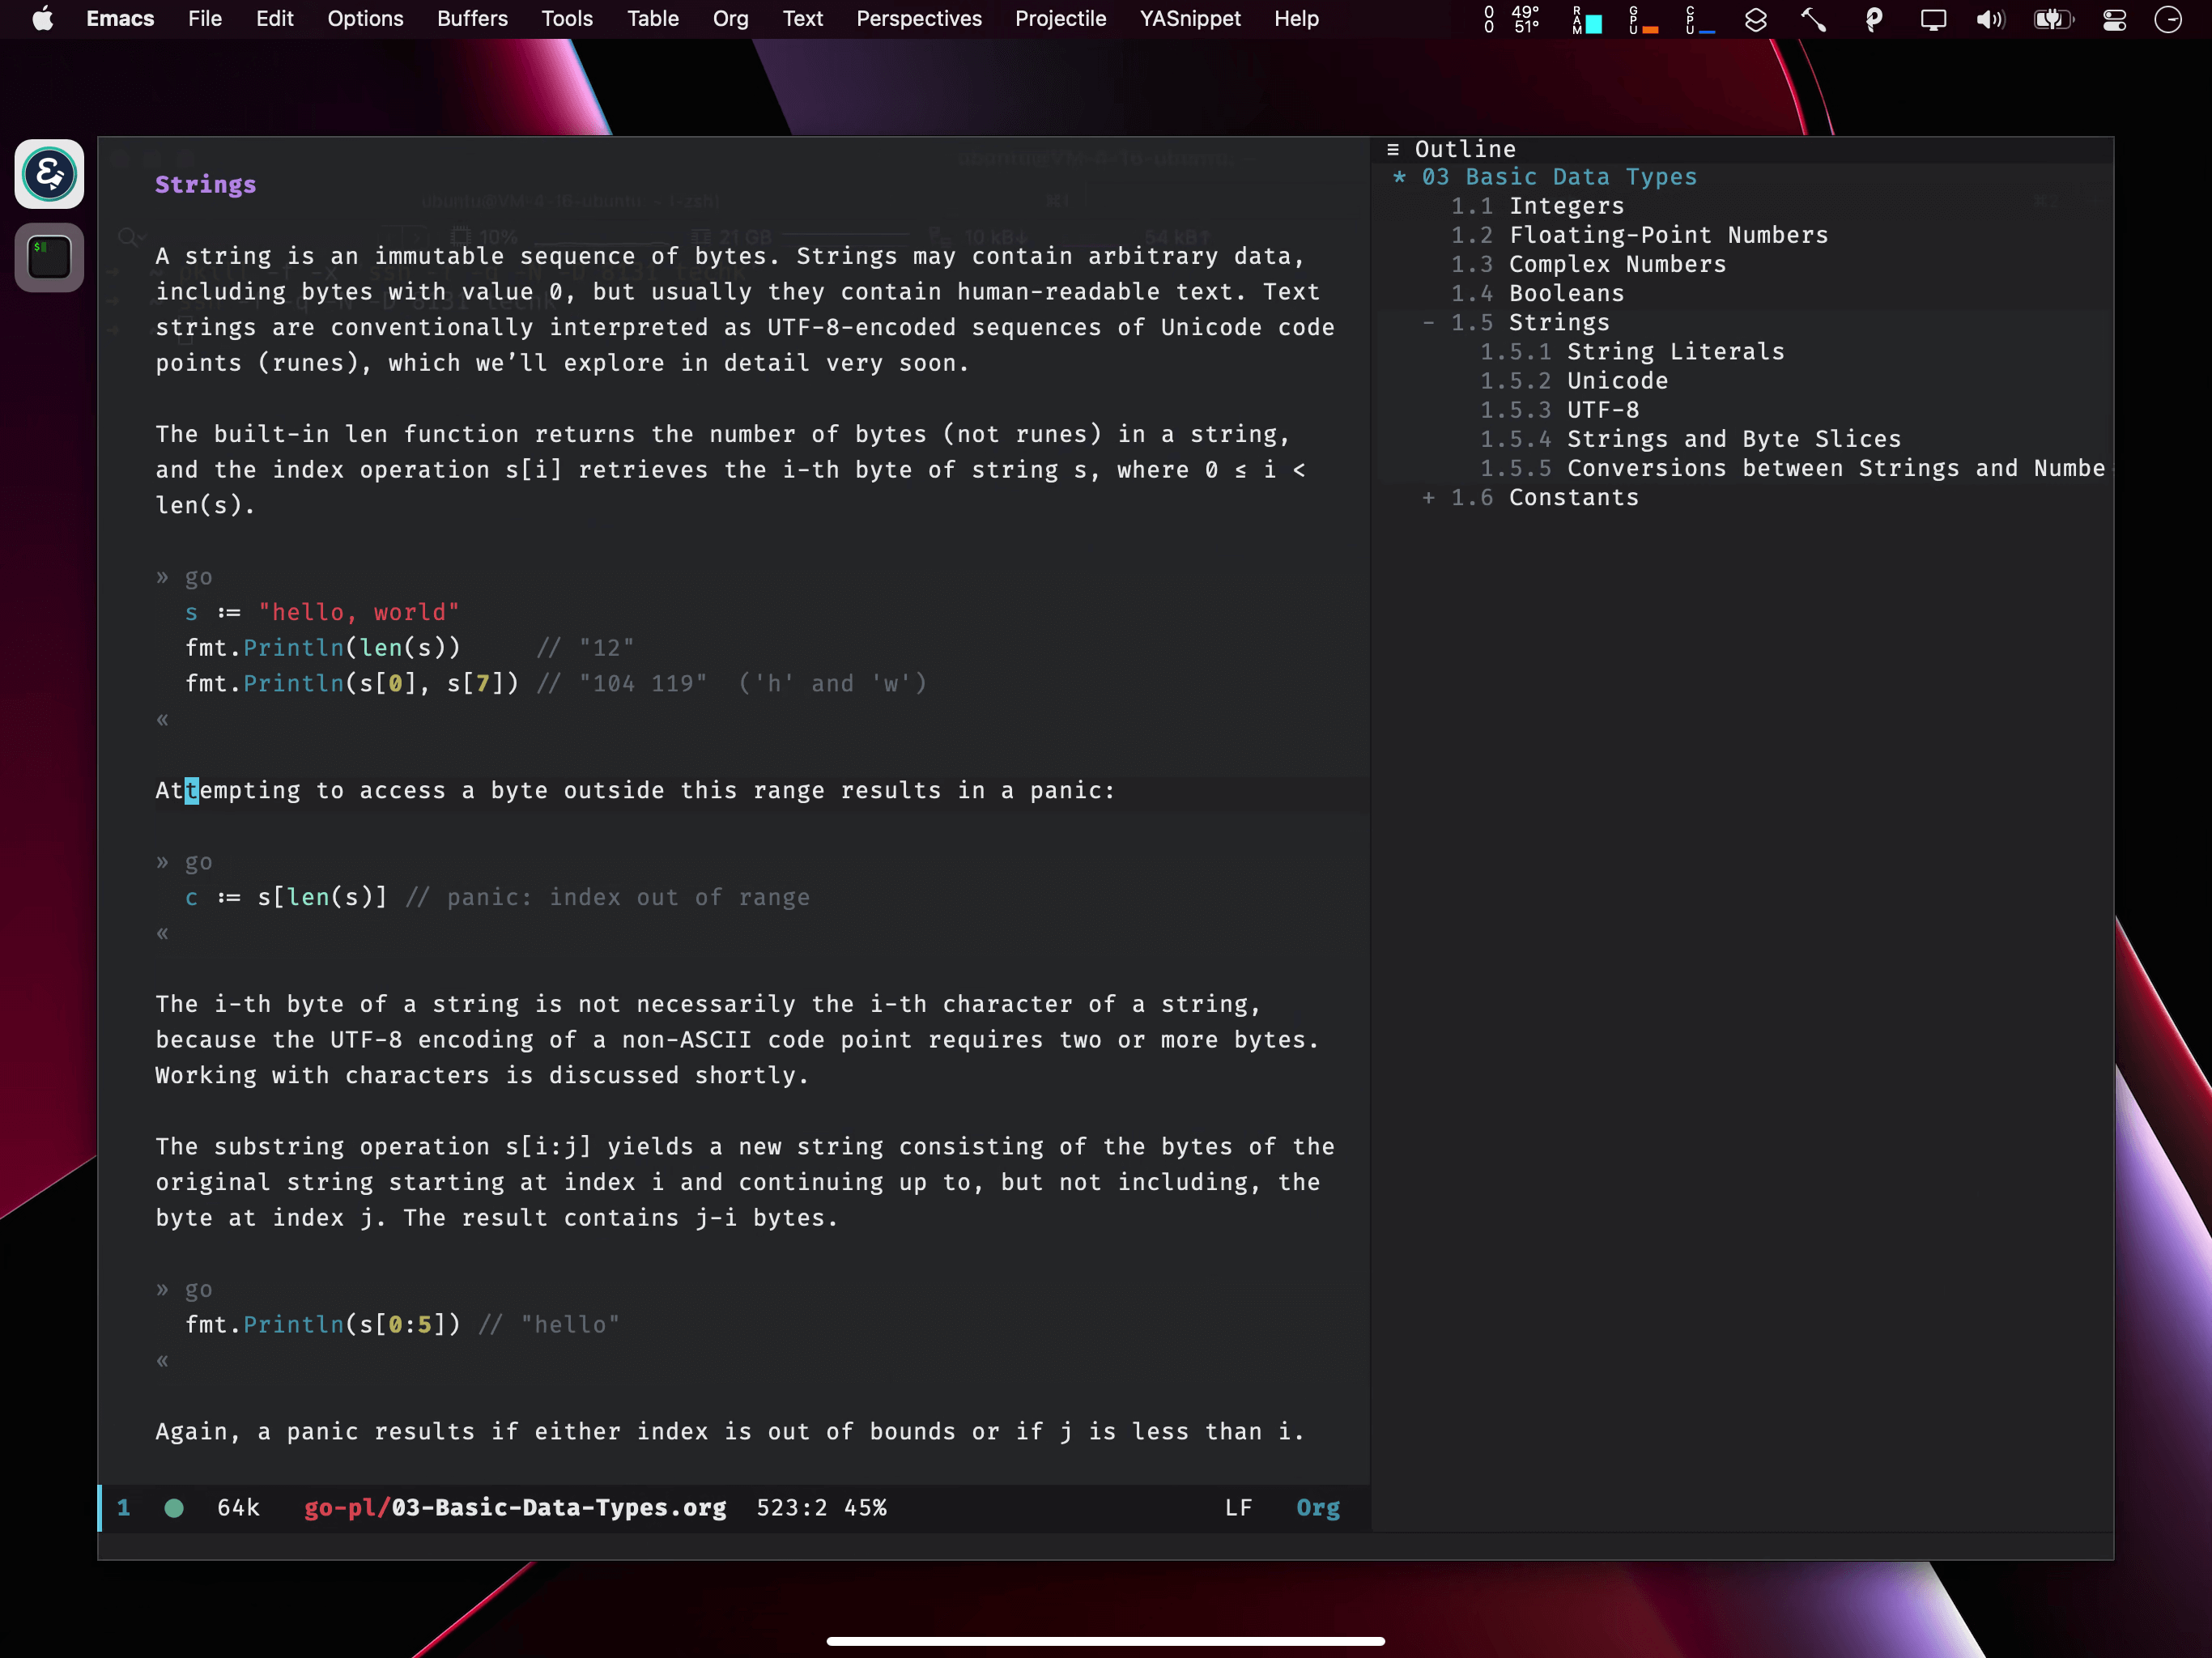 Emacs File Edit Options Buffers Tools Table Org Text Perspectives Projectile YASnippet Help
0 0 49° 51° RAM GPU CPU
Strings
A string is an immutable sequence of bytes. Strings may contain arbitrary data,
including bytes with value 0, but usually they contain human-readable text. Text
strings are conventionally interpreted as UTF-8-encoded sequences of Unicode code
points (runes), which we’ll explore in detail very soon.
The built-in len function returns the number of bytes (not runes) in a string,
and the index operation s[i] retrieves the i-th byte of string s, where 0 ≤ i <
len(s).
» go
s := "hello, world"
fmt.Println(len(s)) // "12"
fmt.Println(s[0], s[7]) // "104 119" ('h' and 'w')
«
Attempting to access a byte outside this range results in a panic:
» go
c := s[len(s)] // panic: index out of range
«
The i-th byte of a string is not necessarily the i-th character of a string,
because the UTF-8 encoding of a non-ASCII code point requires two or more bytes.
Working with characters is discussed shortly.
The substring operation s[i:j] yields a new string consisting of the bytes of the
original string starting at index i and continuing up to, but not including, the
byte at index j. The result contains j-i bytes.
» go
fmt.Println(s[0:5]) // "hello"
«
Again, a panic results if either index is out of bounds or if j is less than i.
1 64k go-pl/03-Basic-Data-Types.org 523:2 45% LF Org
≡ Outline
* 03 Basic Data Types
1.1 Integers
1.2 Floating-Point Numbers
1.3 Complex Numbers
1.4 Booleans
- 1.5 Strings
1.5.1 String Literals
1.5.2 Unicode
1.5.3 UTF-8
1.5.4 Strings and Byte Slices
1.5.5 Conversions between Strings and Numbe
+ 1.6 Constants